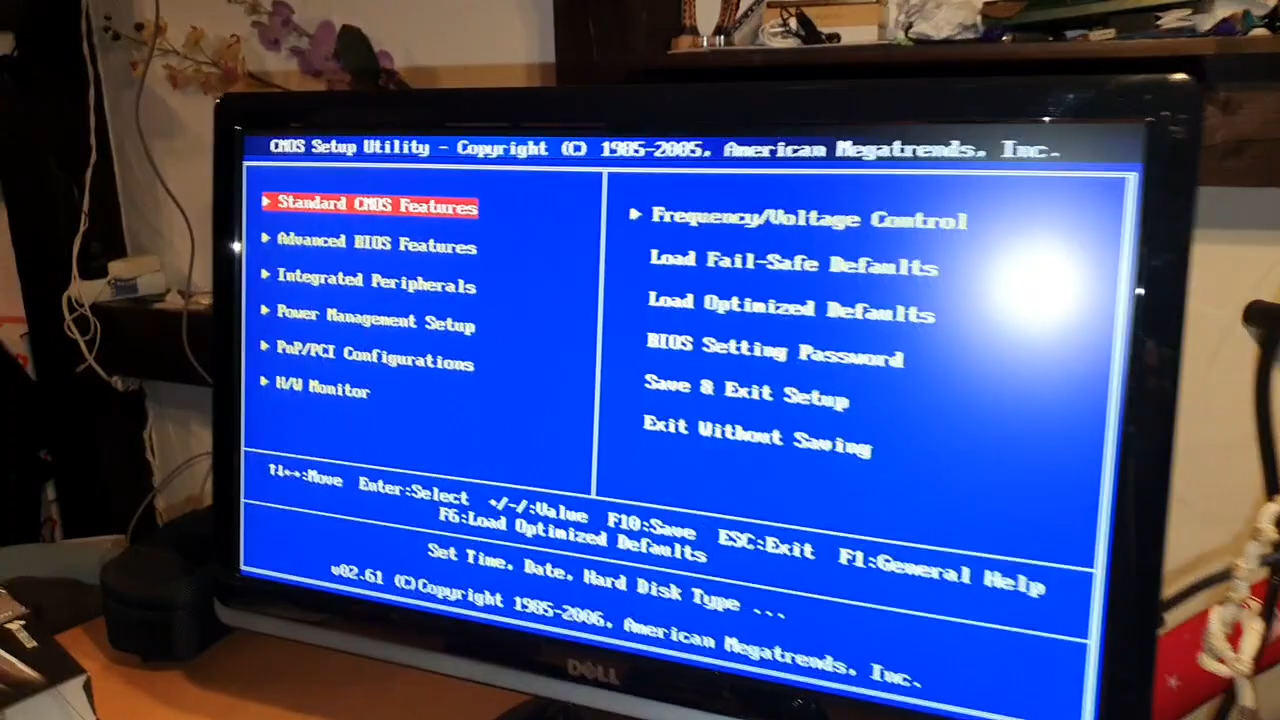 CMOS Setup Utility - Copyright (C) 1985-2005, American Megatrends, Inc.
Standard CMOS Features
Advanced BIOS Features
Integrated Peripherals
Power Management Setup
PnP/PCI Configurations
H/W Monitor
Frequency/Voltage Control
Load Fail-Safe Defaults
Load Optimized Defaults
BIOS Setting Password
Save & Exit Setup
Exit Without Saving
↑↓←→:Move Enter:Select +/-/:Value F10:Save ESC:Exit F1:General Help
F6:Load Optimized Defaults
Set Time, Date, Hard Disk Type ...
v02.61 (C)Copyright 1985-2006, American Megatrends, Inc.
DELL